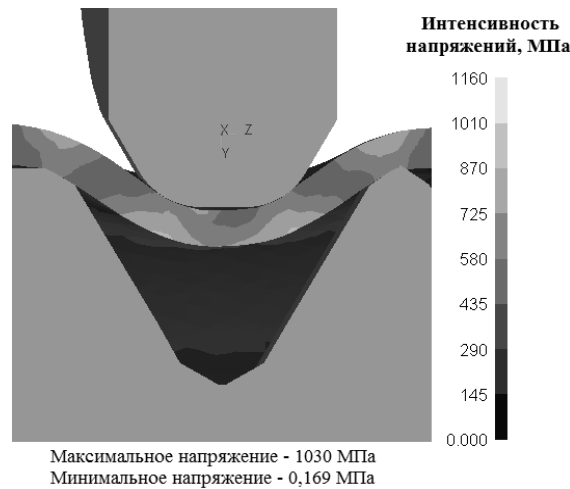 Интенсивность
напряжений, МПа
1160
1010
870
725
580
435
290
145
0.000
X Z
Y
Максимальное напряжение - 1030 МПа
Минимальное напряжение - 0,169 МПа